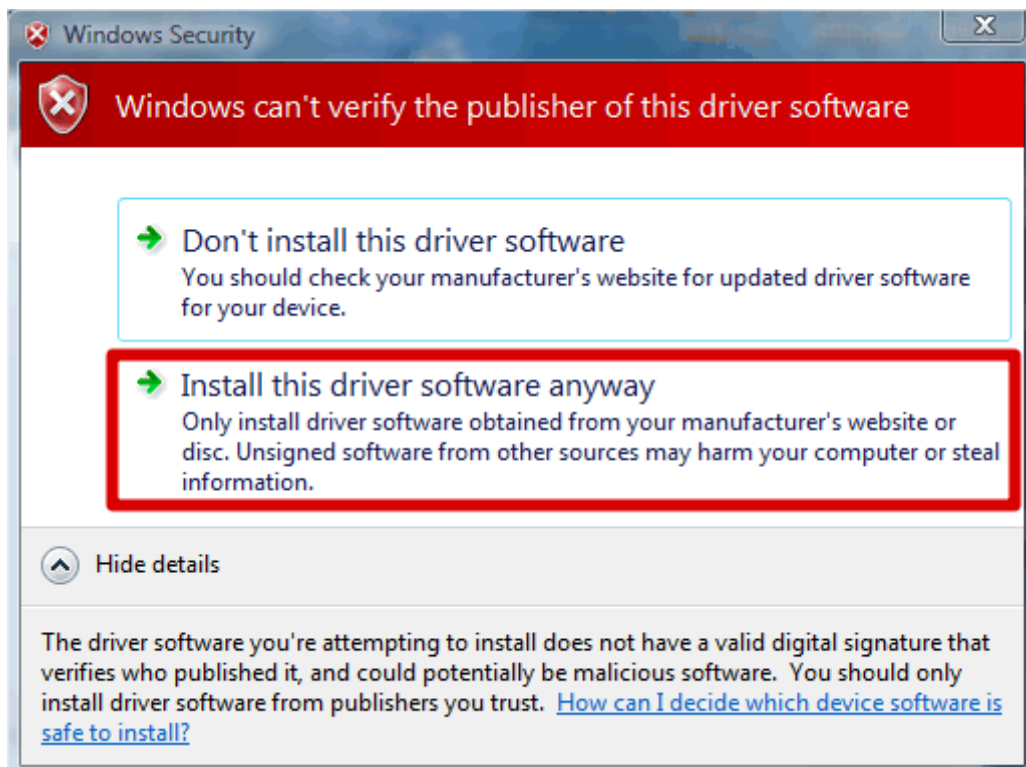 Windows Security
Windows can't verify the publisher of this driver software
Don't install this driver software
You should check your manufacturer's website for updated driver software
for your device.
Install this driver software anyway
Only install driver software obtained from your manufacturer's website or
disc. Unsigned software from other sources may harm your computer or steal
information.
Hide details
The driver software you're attempting to install does not have a valid digital signature that
verifies who published it, and could potentially be malicious software. You should only
install driver software from publishers you trust. How can I decide which device software is
safe to install?